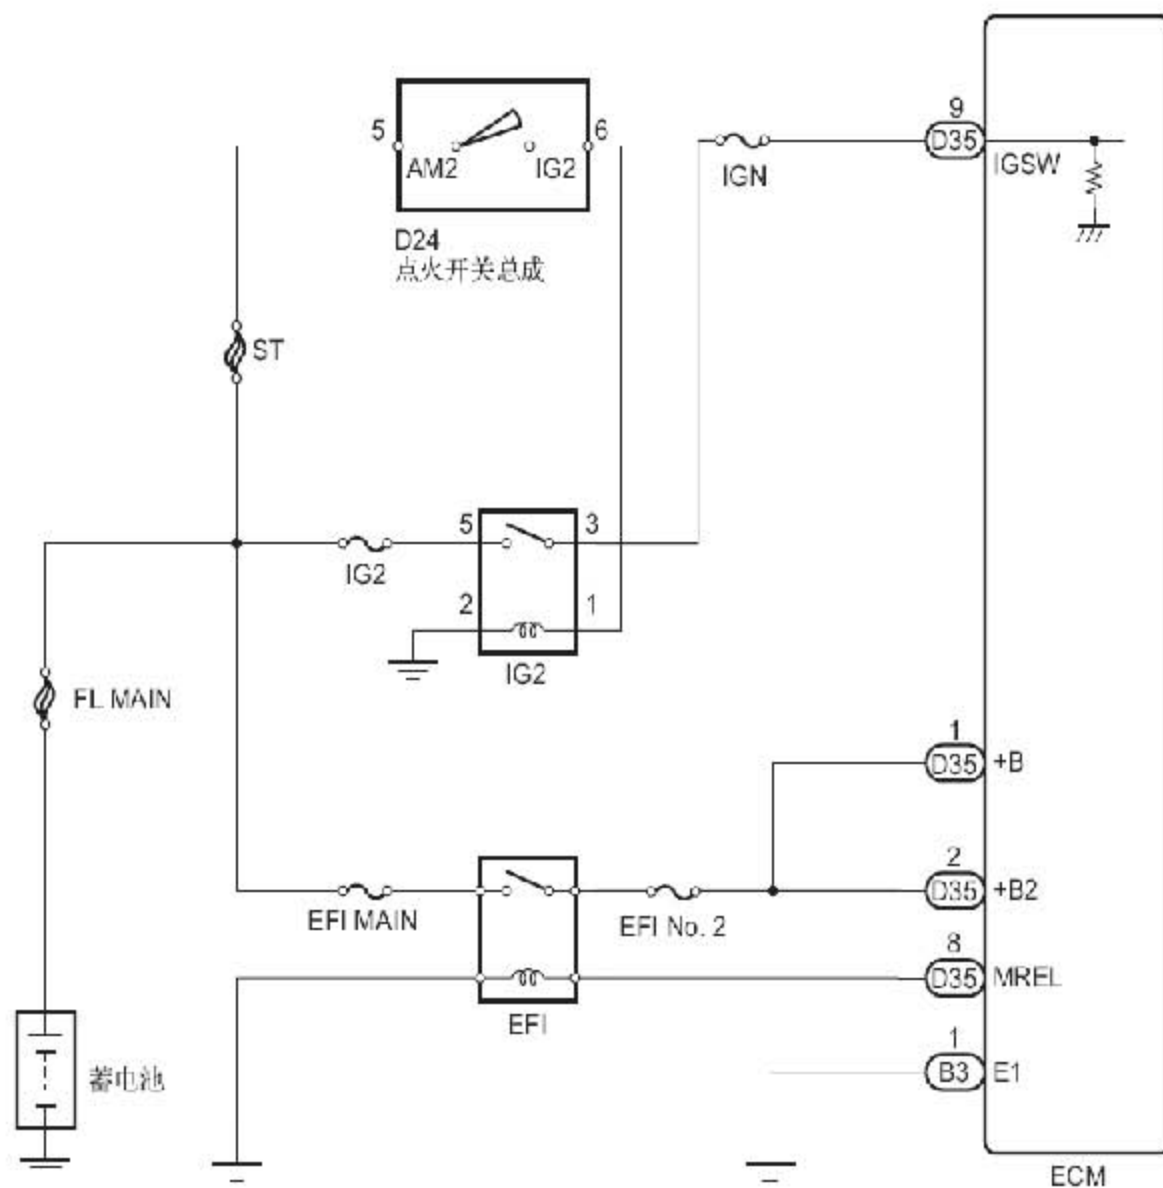 9
5
6
D35
AM2
IG2
IGN
IGSW
D24
点火开关总成
ST
5
3
IG2
2
1
IG2
FL MAIN
1
D35
+B
2
D35
+B2
EFI MAIN
EFI No. 2
8
D35
MREL
EFI
1
B3
E1
蓄电池
ECM